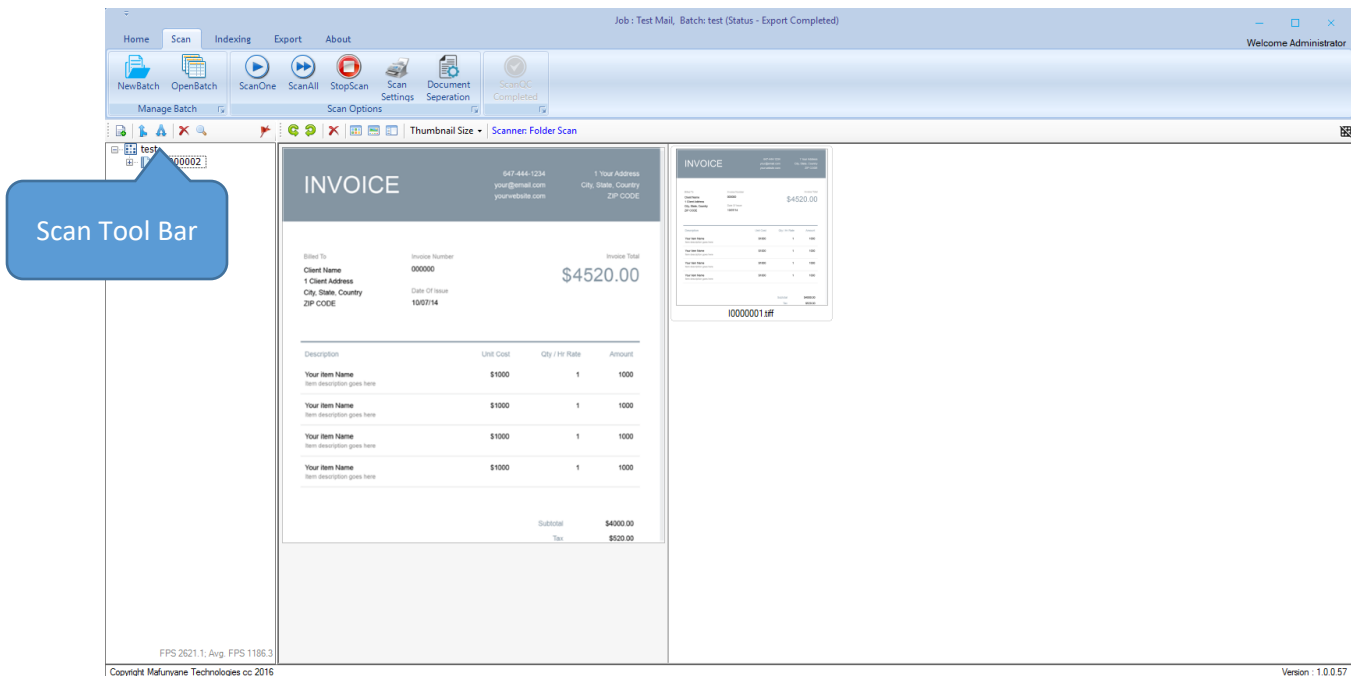 Job : Test Mail, Batch: test (Status - Export Completed)
Home Scan Indexing Export About
Welcome Administrator
NewBatch OpenBatch ScanOne ScanAll StopScan Scan Settings Document Seperation ScanQC Completed
Manage Batch Scan Options
Thumbnail Size Scanner: Folder Scan
test
000002
Scan Tool Bar
INVOICE
647-444-1234
your@email.com
yourwebsite.com
1 Your Address
City, State, Country
ZIP CODE
Billed To
Client Name
1 Client Address
City, State, Country
ZIP CODE
Invoice Number
000000
Date Of Issue
10/07/14
Invoice Total
$4520.00
Description Unit Cost Qty / Hr Rate Amount
Your item Name $1000 1 1000
Item description goes here
Your item Name $1000 1 1000
Item description goes here
Your item Name $1000 1 1000
Item description goes here
Your item Name $1000 1 1000
Item description goes here
Subtotal $4000.00
Tax $520.00
INVOICE
$4520.00
I0000001.tiff
FPS 2621.1; Avg. FPS 1186.3
Copyright Mafunyane Technologies cc 2016
Version : 1.0.0.57